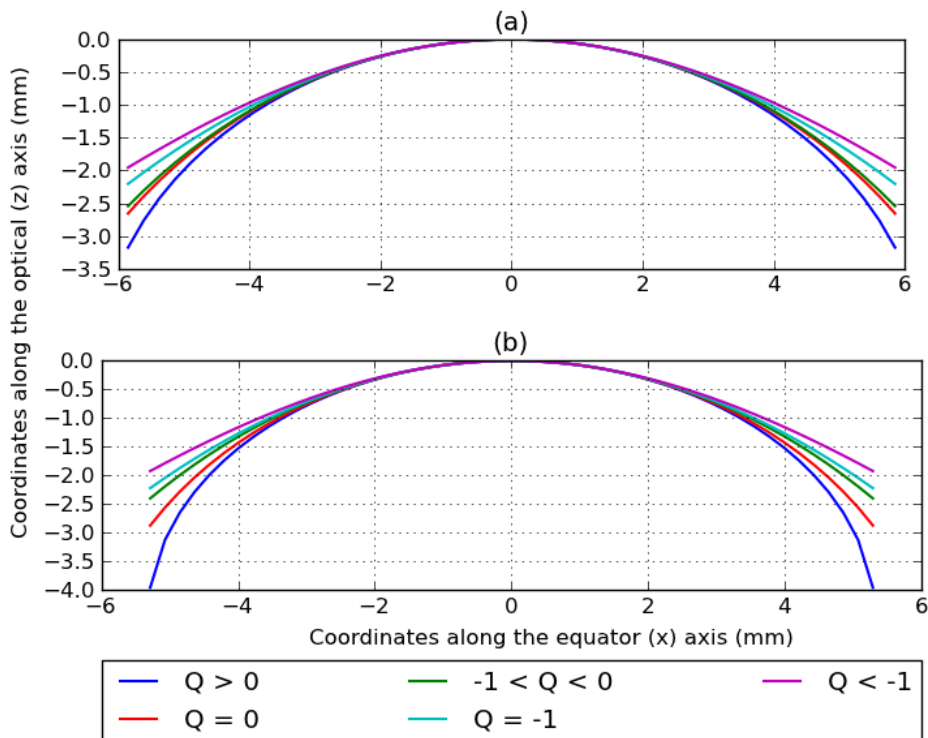 (a)
0.0
−0.5
−1.0
−1.5
−2.0
−2.5
−3.0
−3.5
−6 −4 −2 0 2 4 6
Coordinates along the optical (z) axis (mm)
(b)
0.0
−0.5
−1.0
−1.5
−2.0
−2.5
−3.0
−3.5
−4.0
−6 −4 −2 0 2 4 6
Coordinates along the equator (x) axis (mm)
Q > 0 -1 < Q < 0 Q < -1
Q = 0 Q = -1